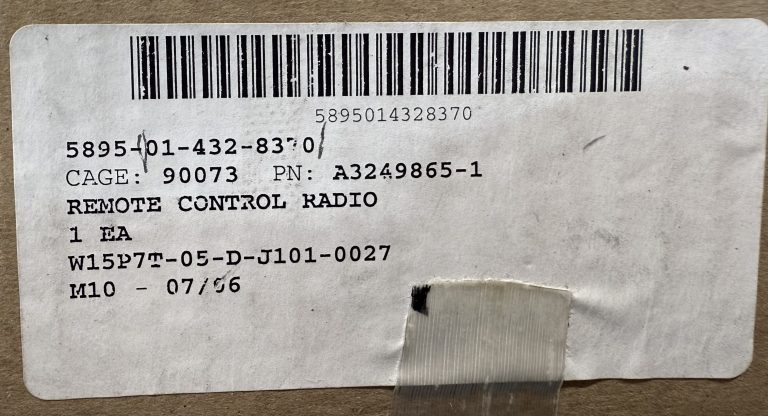 5895014328370
5895-01-432-8370
CAGE: 90073 PN: A3249865-1
REMOTE CONTROL RADIO
1 EA
W15P7T-05-D-J101-0027
M10 - 07/06